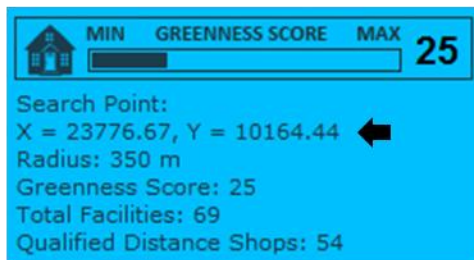 MIN GREENNESS SCORE MAX 25
Search Point:
X = 23776.67, Y = 10164.44
Radius: 350 m
Greenness Score: 25
Total Facilities: 69
Qualified Distance Shops: 54